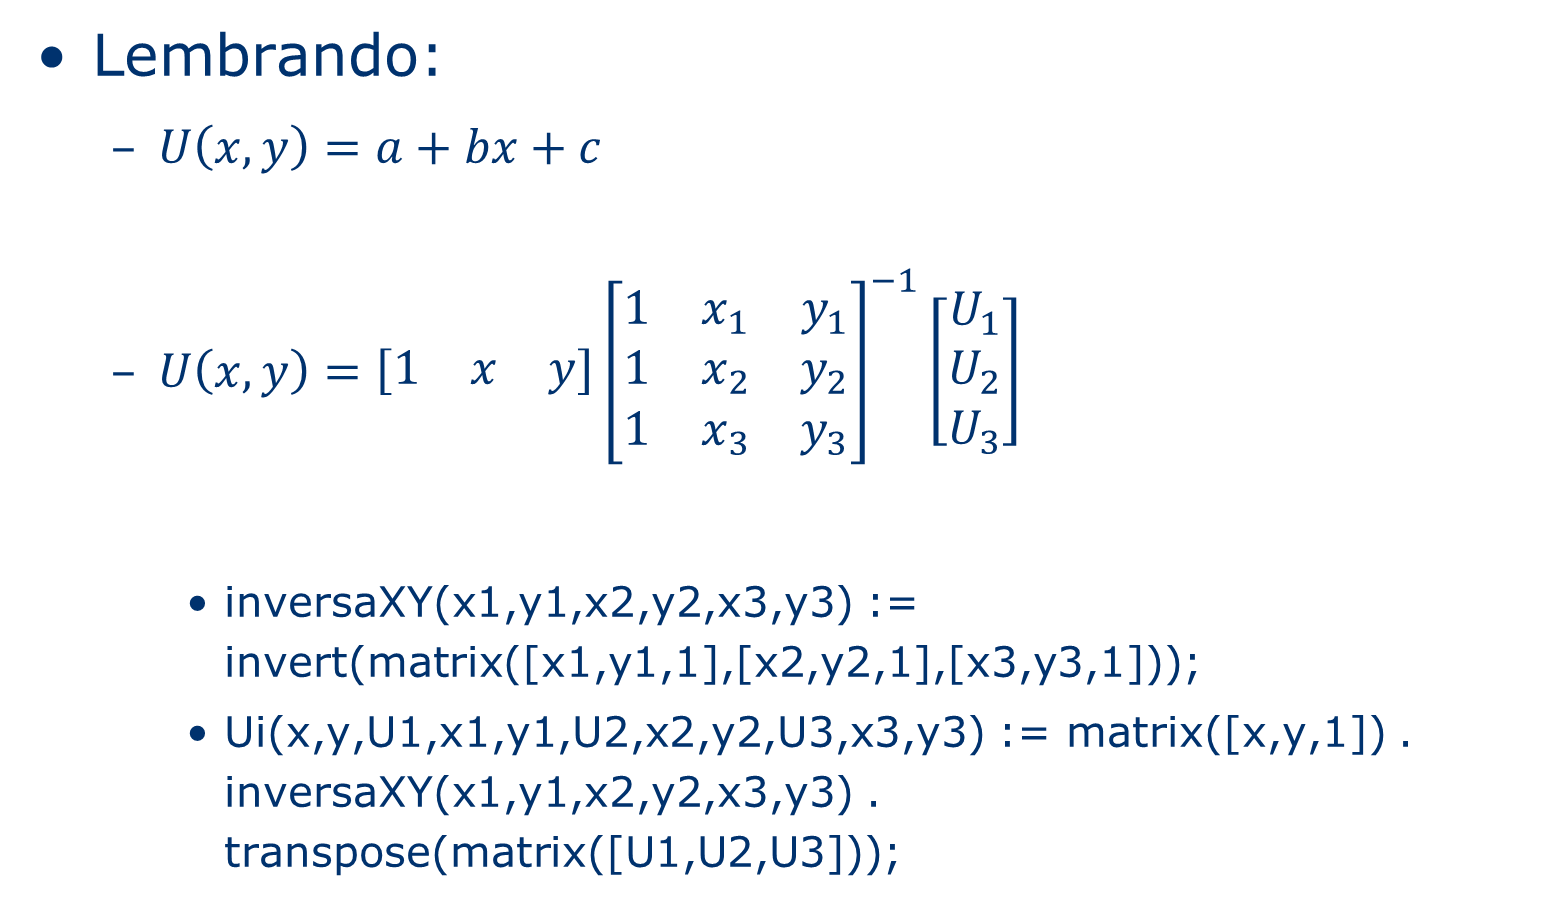 • Lembrando:
– U(x, y) = a + bx + c
– U(x, y) = [1 x y] [1 x₁ y₁; 1 x₂ y₂; 1 x₃ y₃]⁻¹ [U₁; U₂; U₃]
• inversaXY(x1,y1,x2,y2,x3,y3) :=
invert(matrix([x1,y1,1],[x2,y2,1],[x3,y3,1]));
• Ui(x,y,U1,x1,y1,U2,x2,y2,U3,x3,y3) := matrix([x,y,1]) .
inversaXY(x1,y1,x2,y2,x3,y3) .
transpose(matrix([U1,U2,U3]));